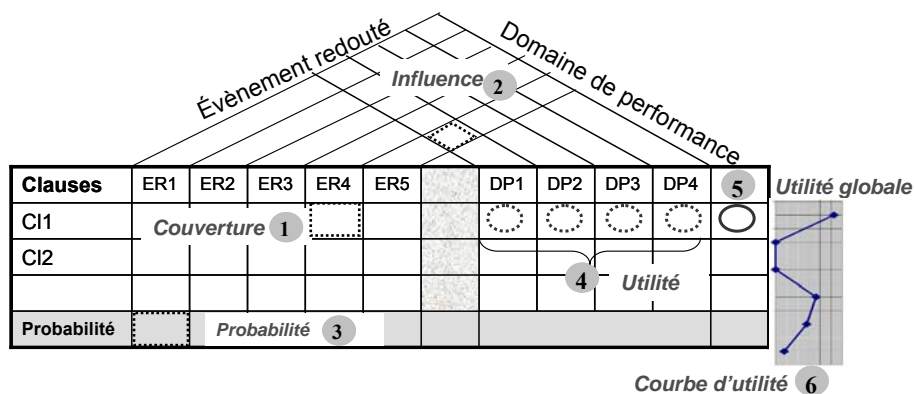 Évènement redouté
Domaine de performance
Influence 2
Clauses ER1 ER2 ER3 ER4 ER5 DP1 DP2 DP3 DP4 5 Utilité globale
Cl1 Couverture 1
Cl2
4 Utilité
Probabilité Probabilité 3
Courbe d'utilité 6